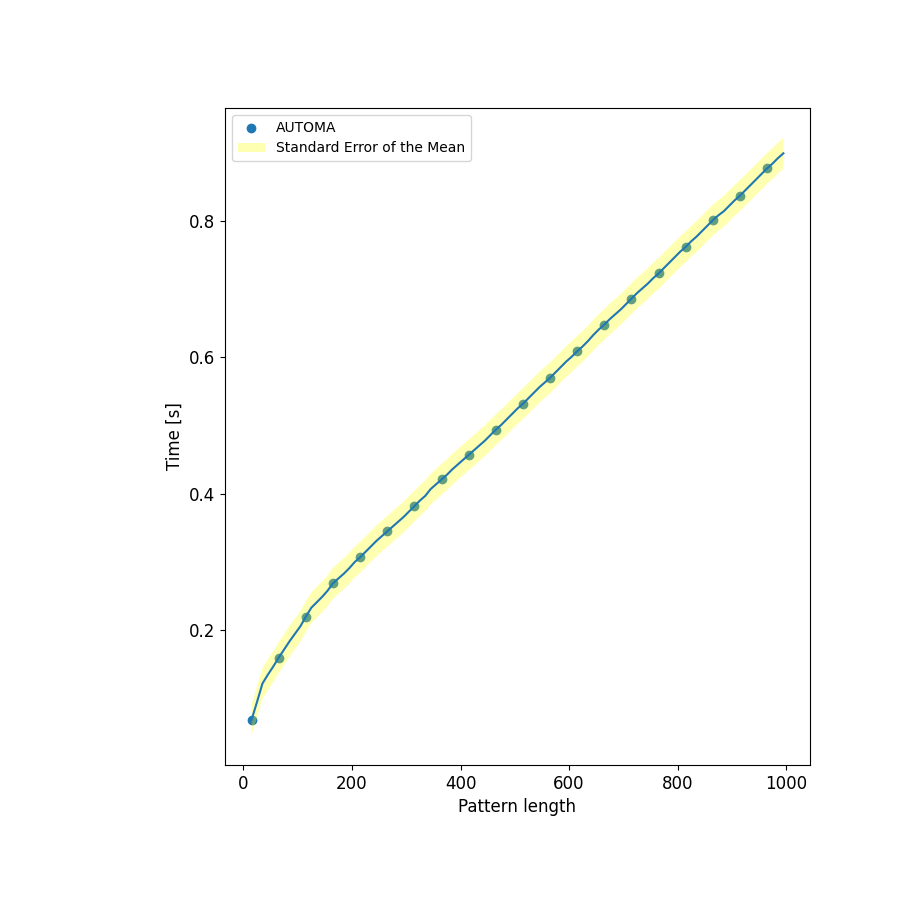 AUTOMA
Standard Error of the Mean
0.8
0.6
0.4
0.2
Time [s]
0 200 400 600 800 1000
Pattern length